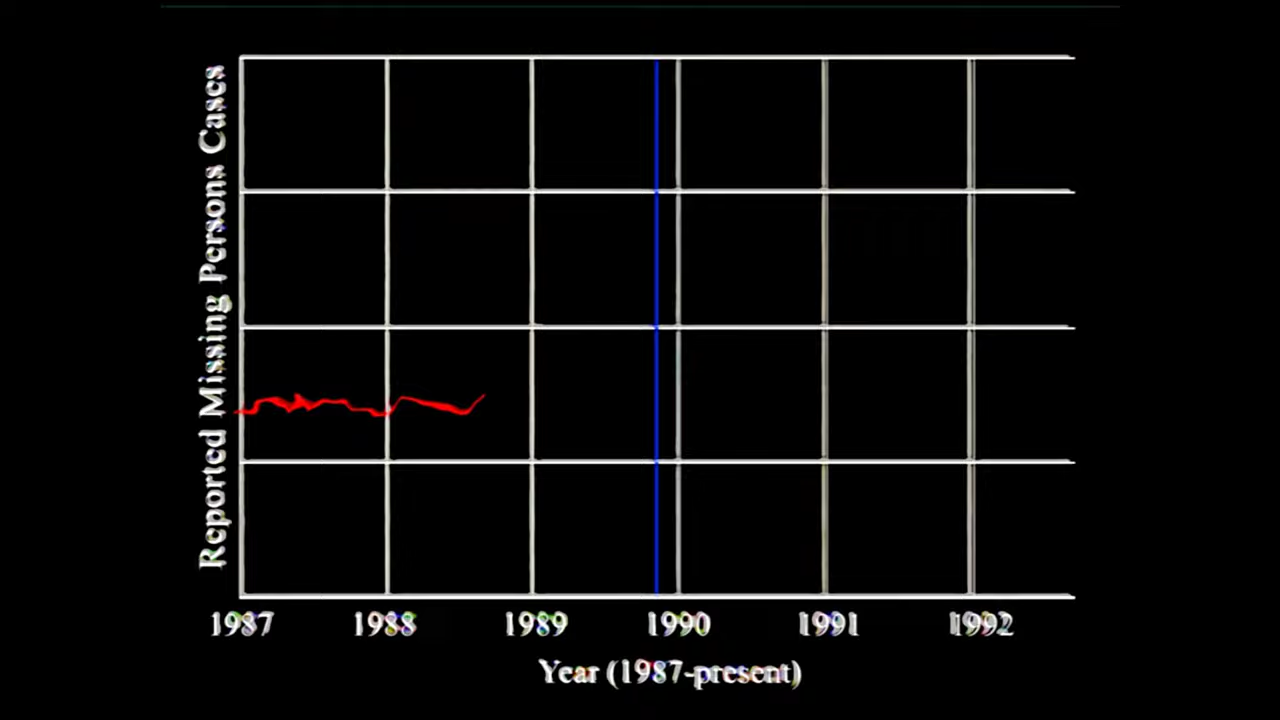 Reported Missing Persons Cases
1987 1988 1989 1990 1991 1992
Year (1987-present)